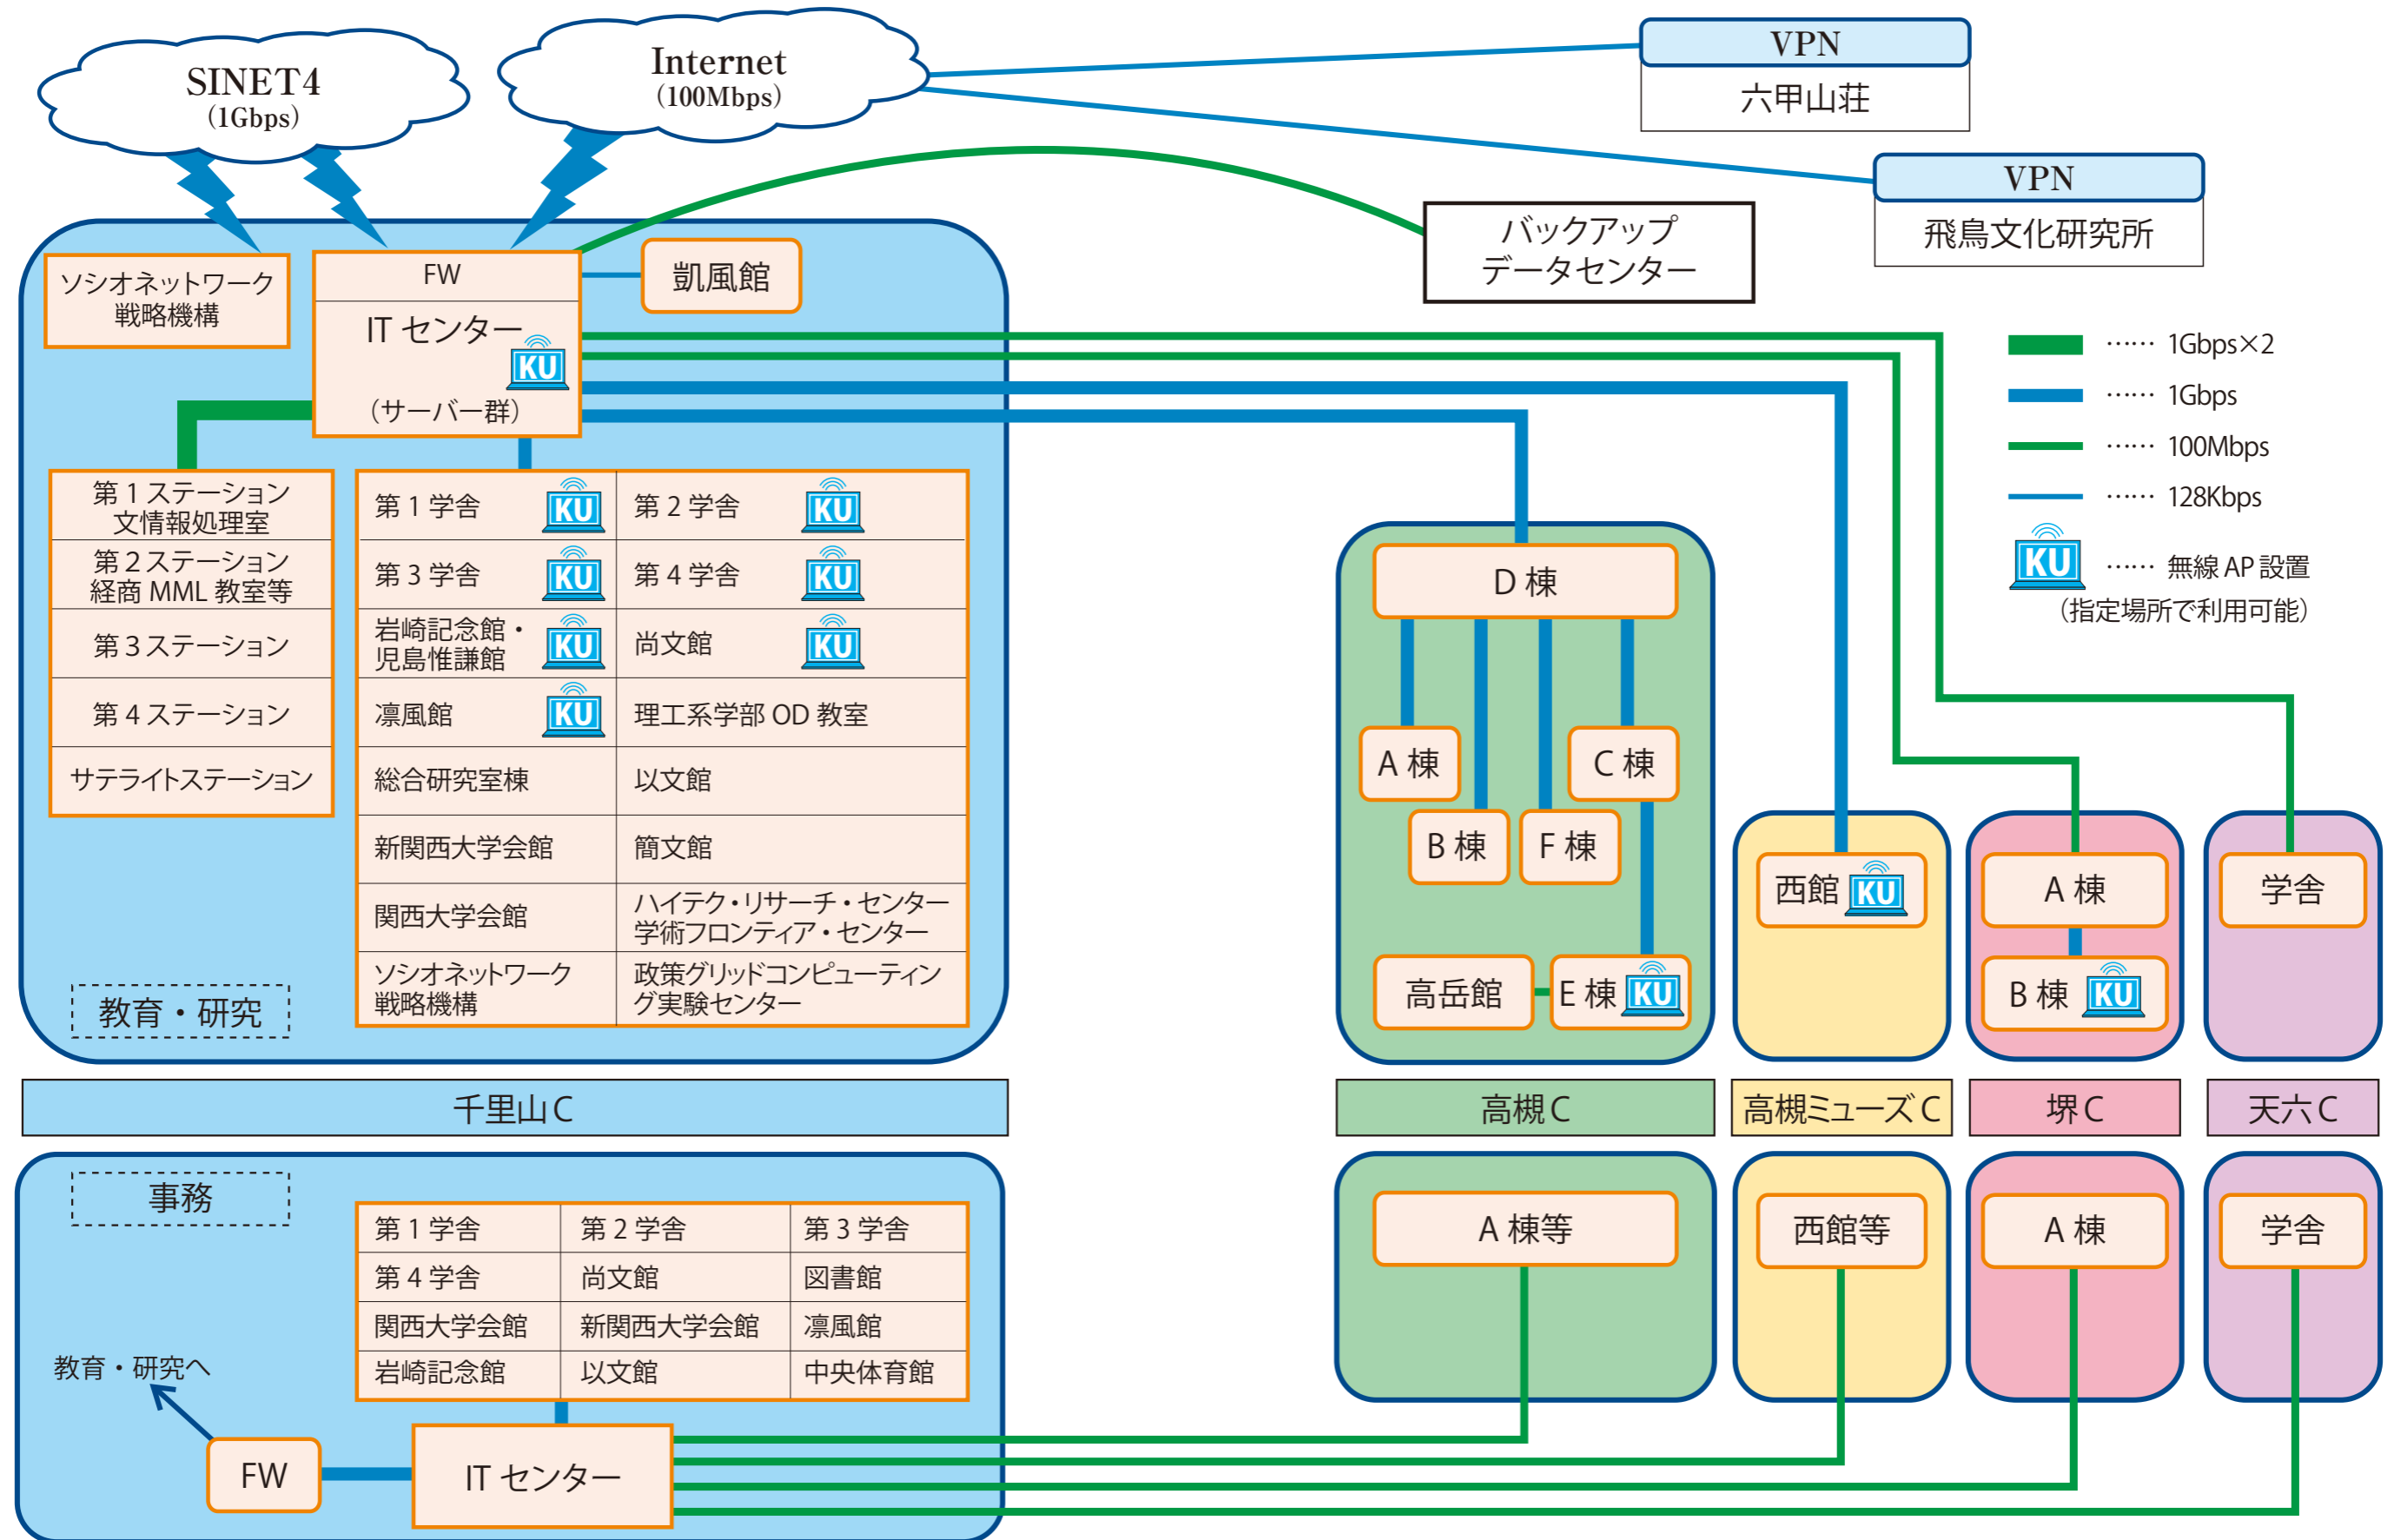 SINET4
(1Gbps)
Internet
(100Mbps)
VPN
六甲山荘
VPN
飛鳥文化研究所
バックアップ
データセンター
ソシオネットワーク
戦略機構
FW
IT センター
KU
（サーバー群）
凱風館
…… 1Gbps×2
…… 1Gbps
…… 100Mbps
…… 128Kbps
KU …… 無線 AP 設置
（指定場所で利用可能）
第 1 ステーション
文情報処理室
第 2 ステーション
経商 MML 教室等
第 3 ステーション
第 4 ステーション
サテライトステーション
第 1 学舎 KU
第 2 学舎 KU
第 3 学舎 KU
第 4 学舎 KU
岩崎記念館・
児島惟謙館 KU
尚文館 KU
凛風館 KU
理工系学部 OD 教室
総合研究室棟
以文館
新関西大学会館
簡文館
関西大学会館
ハイテク・リサーチ・センター
学術フロンティア・センター
ソシオネットワーク
戦略機構
政策グリッドコンピューティン
グ実験センター
教育・研究
D 棟
A 棟
C 棟
B 棟
F 棟
高岳館
E 棟 KU
西館 KU
A 棟
B 棟 KU
学舎
千里山 C
高槻 C
高槻ミューズ C
堺 C
天六 C
事務
第 1 学舎
第 2 学舎
第 3 学舎
第 4 学舎
尚文館
図書館
関西大学会館
新関西大学会館
凛風館
岩崎記念館
以文館
中央体育館
教育・研究へ
FW
IT センター
A 棟等
西館等
A 棟
学舎